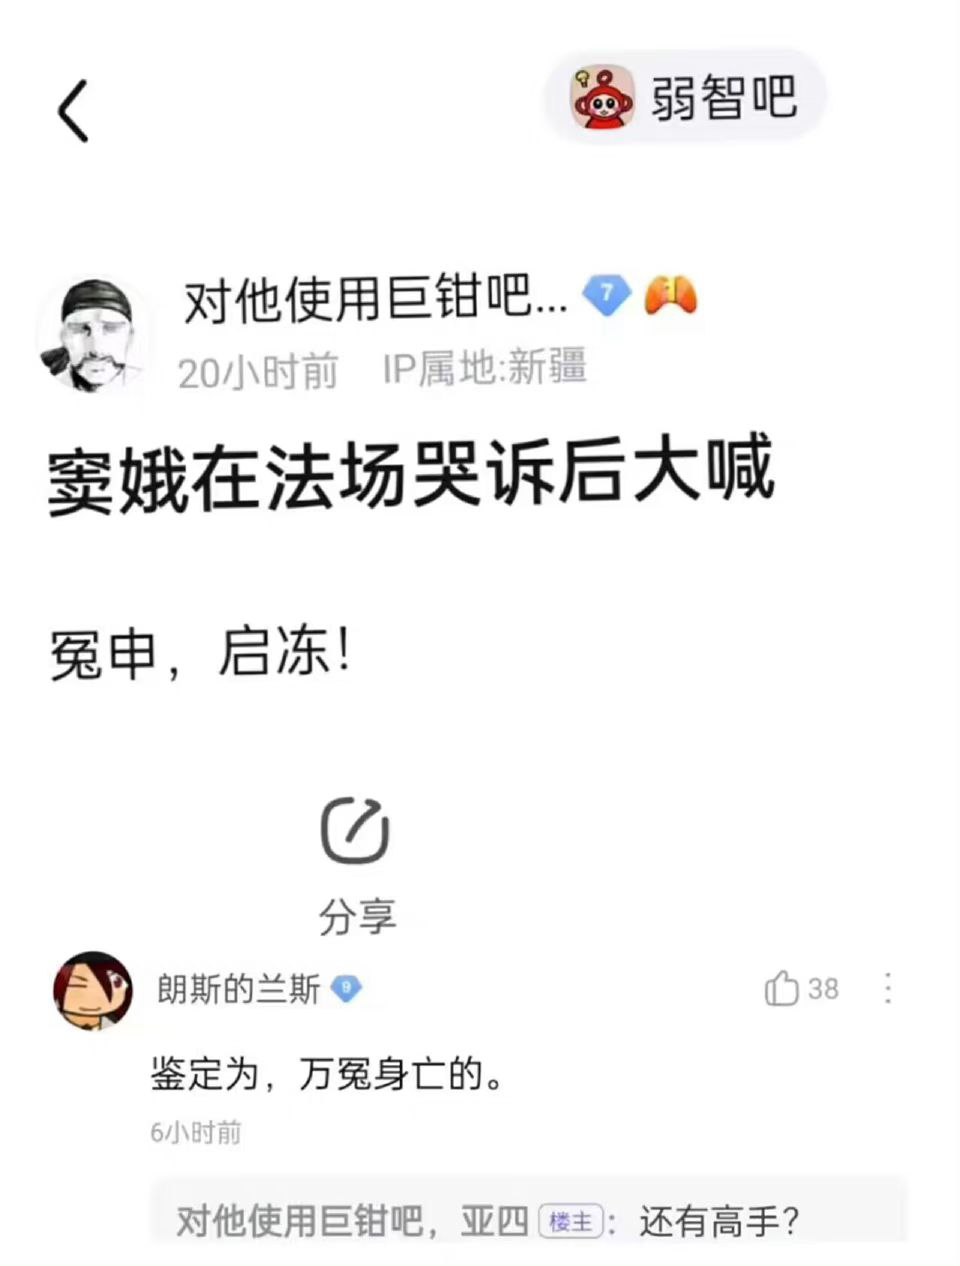 弱智吧
对他使用巨钳吧... 7 1
20小时前 IP属地:新疆
窦娥在法场哭诉后大喊
冤申，启冻！
分享
朗斯的兰斯 9 38
鉴定为，万冤身亡的。
6小时前
对他使用巨钳吧，亚四 楼主：还有高手？